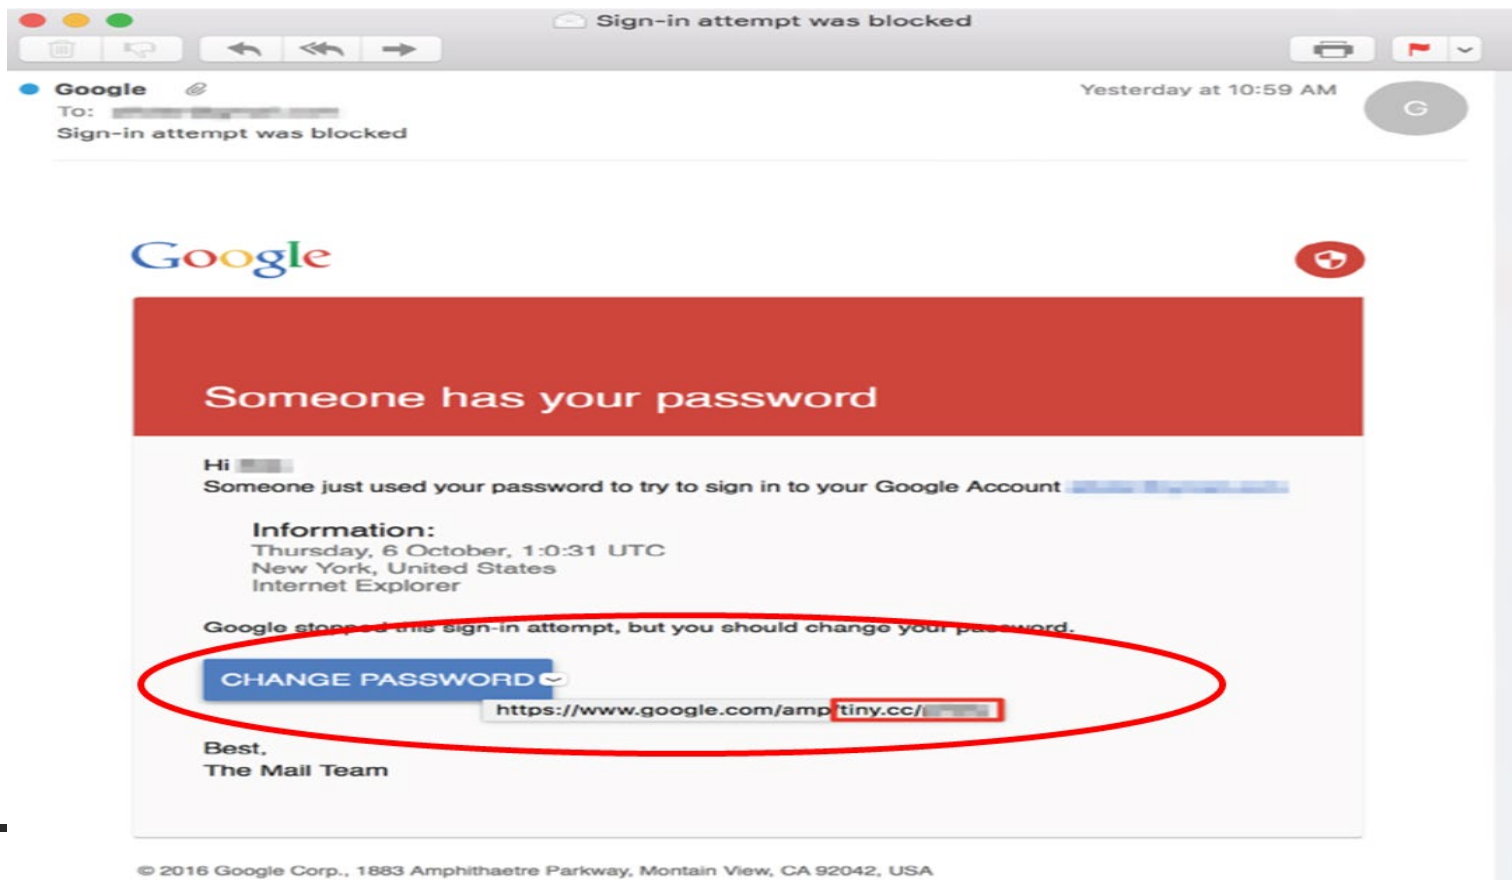 Sign-in attempt was blocked
Google
Yesterday at 10:59 AM
G
To:
Sign-in attempt was blocked
Google
Someone has your password
Hi
Someone just used your password to try to sign in to your Google Account
Information:
Thursday, 6 October, 1:0:31 UTC
New York, United States
Internet Explorer
Google stopped this sign-in attempt, but you should change your password.
CHANGE PASSWORD
https://www.google.com/amp/tiny.cc/
Best,
The Mail Team
© 2016 Google Corp., 1883 Amphithaetre Parkway, Montain View, CA 92042, USA